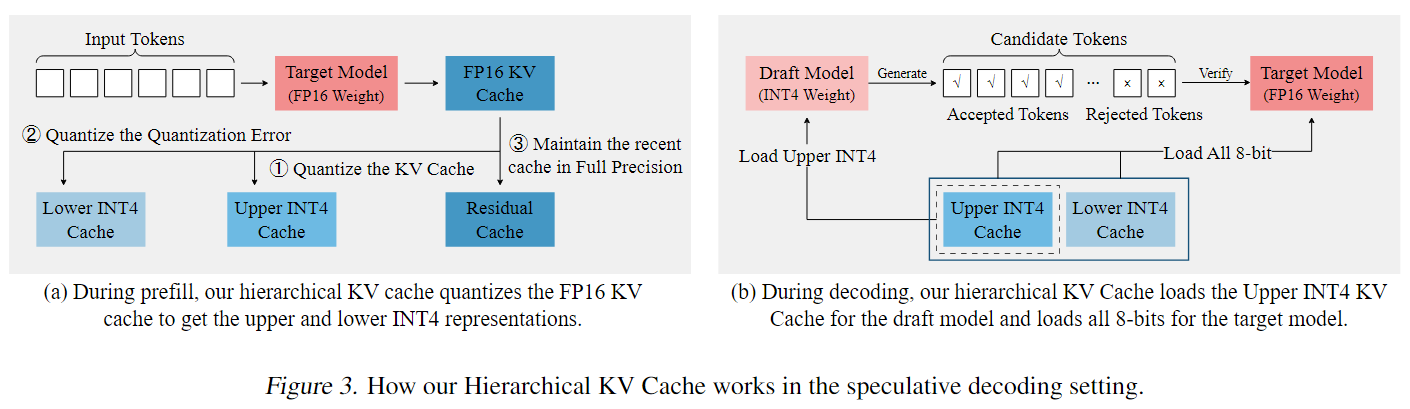 Input Tokens
Target Model
(FP16 Weight)
FP16 KV
Cache
② Quantize the Quantization Error
① Quantize the KV Cache
③ Maintain the recent
cache in Full Precision
Lower INT4
Cache
Upper INT4
Cache
Residual
Cache
(a) During prefill, our hierarchical KV cache quantizes the FP16 KV
cache to get the upper and lower INT4 representations.
Candidate Tokens
Draft Model
(INT4 Weight)
Generate
√ √ √ √ ... × ×
Verify
Target Model
(FP16 Weight)
Accepted Tokens
Rejected Tokens
Load Upper INT4
Load All 8-bit
Upper INT4
Cache
Lower INT4
Cache
(b) During decoding, our hierarchical KV Cache loads the Upper INT4 KV
Cache for the draft model and loads all 8-bits for the target model.
Figure 3. How our Hierarchical KV Cache works in the speculative decoding setting.